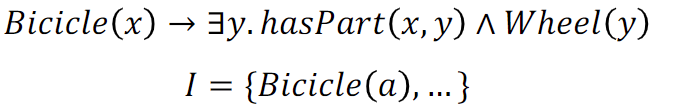 Bicicle(x) → ∃y. hasPart(x, y) ∧ Wheel(y)
I = {Bicicle(a), … }